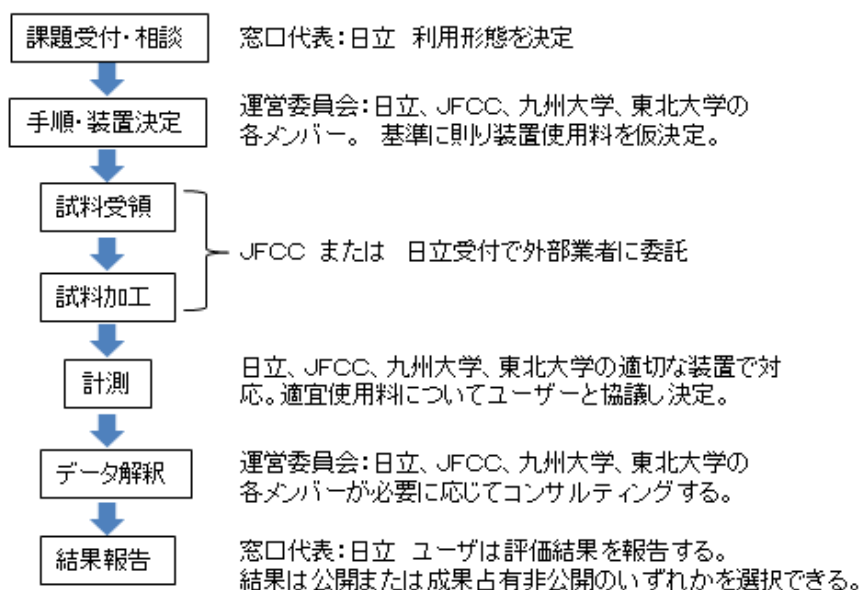 課題受付・相談
窓口代表：日立　利用形態を決定
手順・装置決定
運営委員会：日立、JFCC、九州大学、東北大学の
各メンバー。　基準に則り装置使用料を仮決定。
試料受領
JFCC　または　日立受付で外部業者に委託
試料加工
計測
日立、JFCC、九州大学、東北大学の適切な装置で対
応。適宜使用料についてユーザーと協議し決定。
データ解釈
運営委員会：日立、JFCC、九州大学、東北大学の
各メンバーが必要に応じてコンサルティングする。
結果報告
窓口代表：日立　ユーザは評価結果を報告する。
結果は公開または成果占有非公開のいずれかを選択できる。